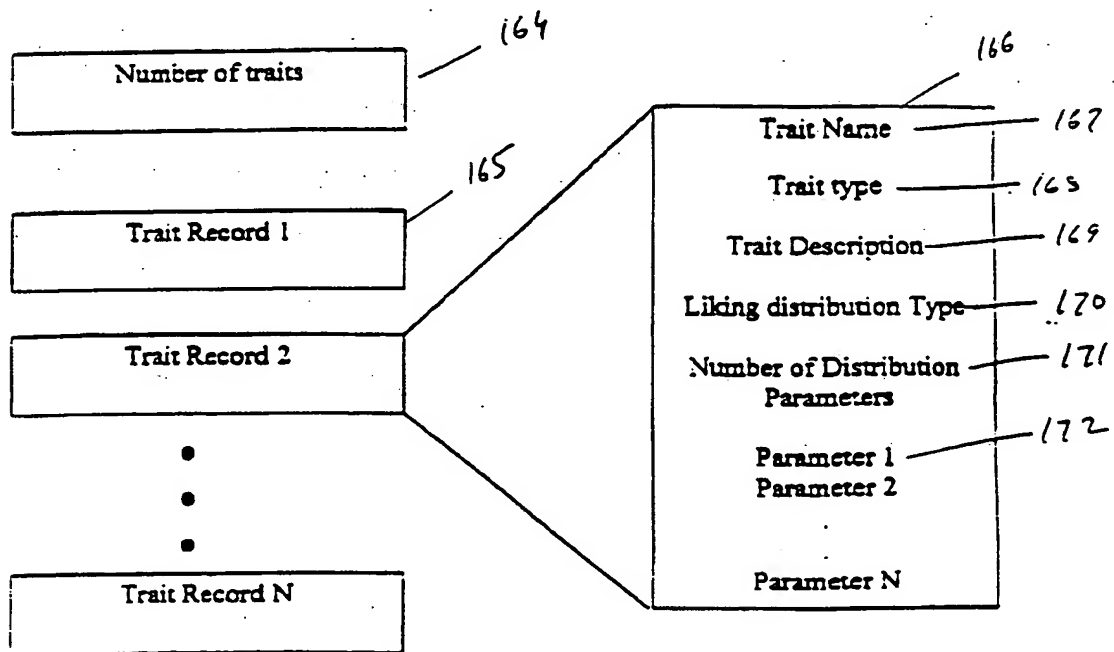 164
Number of traits
165
Trait Record 1
Trait Record 2
Trait Record N
166
Trait Name 167
Trait type 168
Trait Description 169
Liking distribution Type 170
Number of Distribution 171
Parameters
Parameter 1 172
Parameter 2
Parameter N